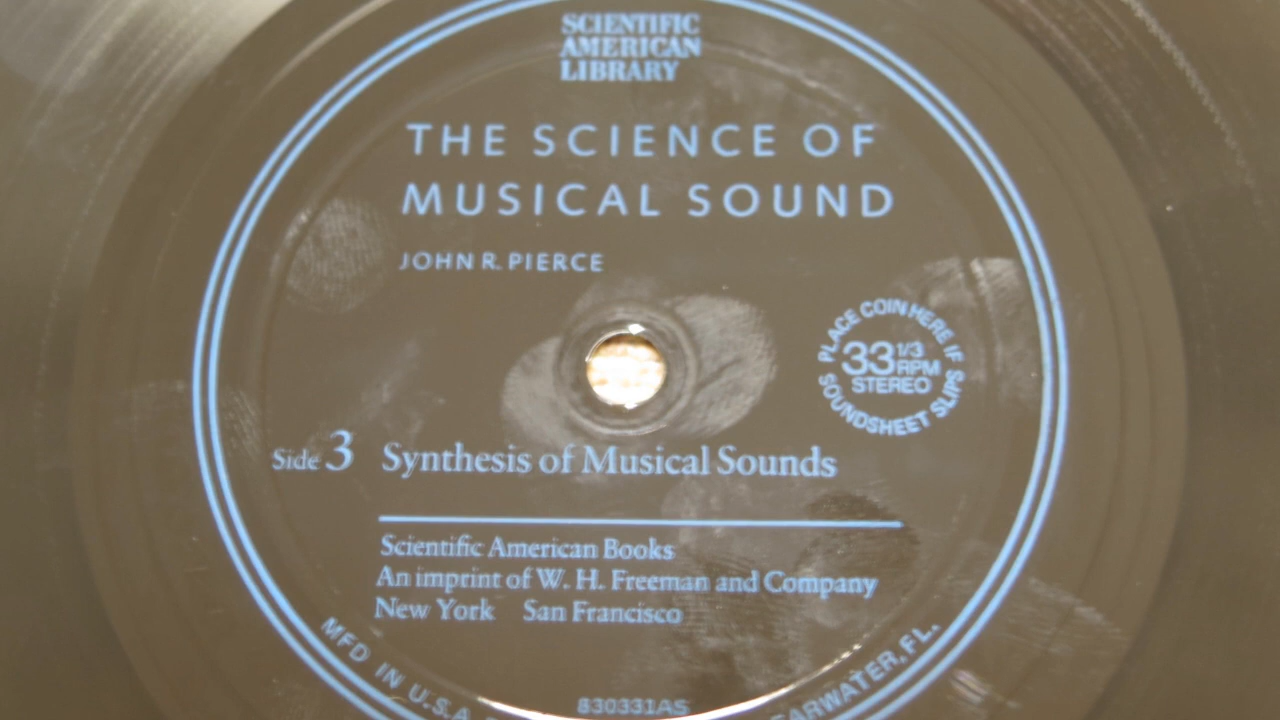 SCIENTIFIC
AMERICAN
LIBRARY
THE SCIENCE OF
MUSICAL SOUND
JOHN R. PIERCE
PLACE COIN HERE IF
SOUNDSHEET SLIPS
33 1/3
RPM
STEREO
Side 3 Synthesis of Musical Sounds
Scientific American Books
An imprint of W. H. Freeman and Company
New York San Francisco
MFD IN U.S.A.
830331AS
FL.